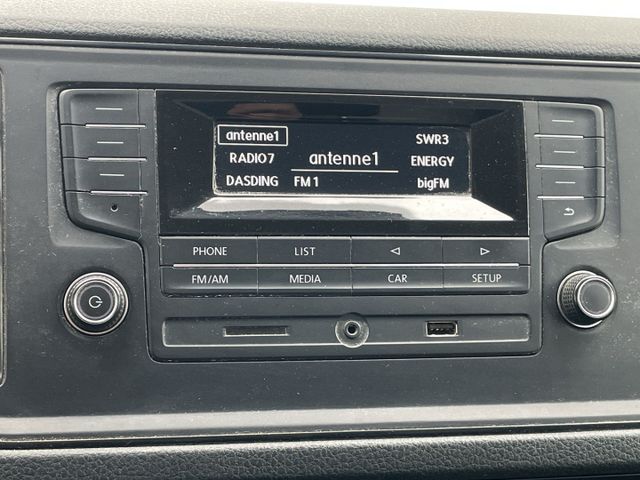 antenne1 SWR3
RADIO7 antenne1 ENERGY
DASDING FM1 bigFM
PHONE LIST
FM/AM MEDIA CAR SETUP